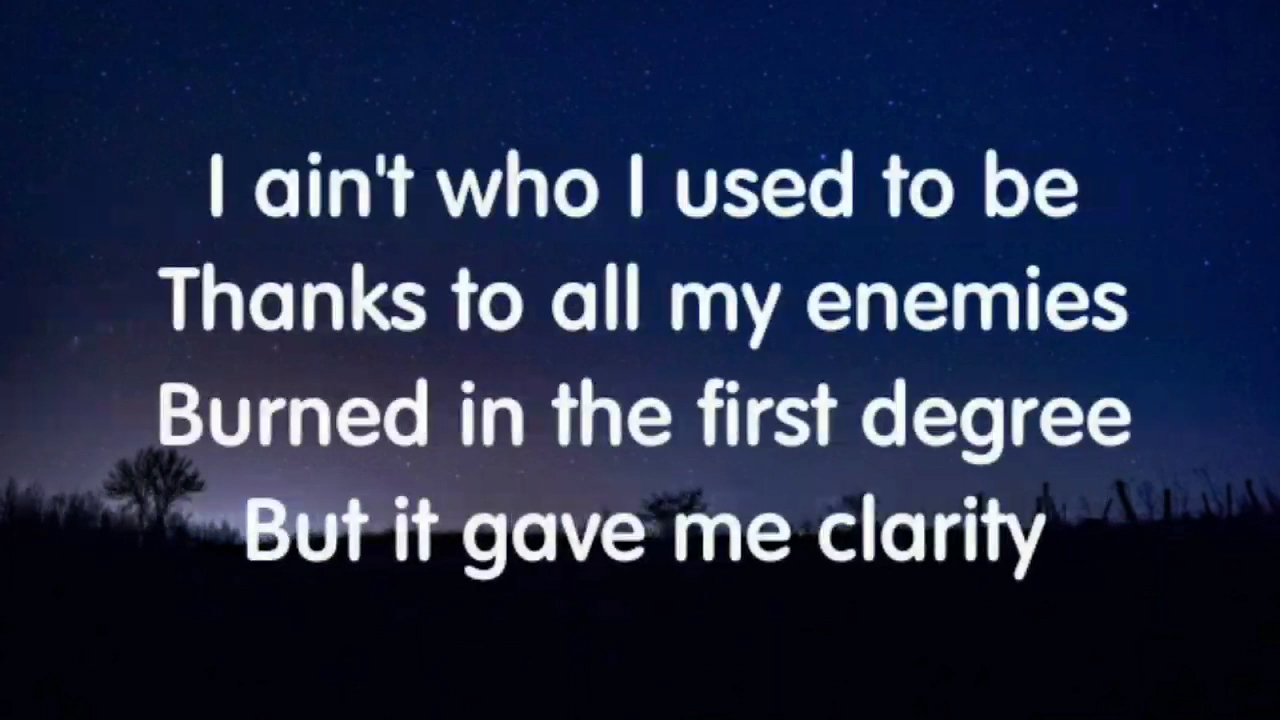 I ain't who I used to be
Thanks to all my enemies
Burned in the first degree
But it gave me clarity